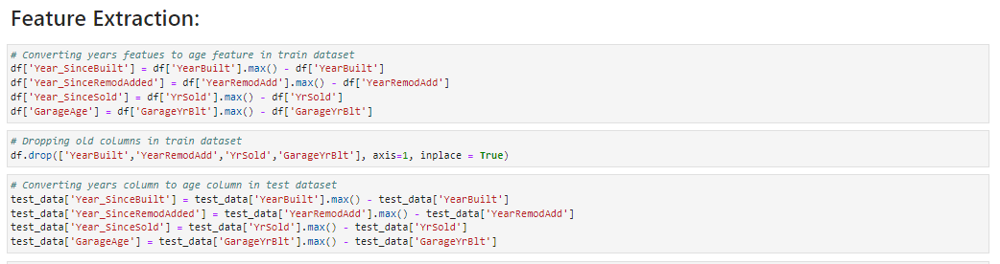 Feature Extraction:
# Converting years featues to age feature in train dataset
df['Year_SinceBuilt'] = df['YearBuilt'].max() - df['YearBuilt']
df['Year_SinceRemodAdded'] = df['YearRemodAdd'].max() - df['YearRemodAdd']
df['Year_SinceSold'] = df['YrSold'].max() - df['YrSold']
df['GarageAge'] = df['GarageYrBlt'].max() - df['GarageYrBlt']
# Dropping old columns in train dataset
df.drop(['YearBuilt','YearRemodAdd','YrSold','GarageYrBlt'], axis=1, inplace = True)
# Converting years column to age column in test dataset
test_data['Year_SinceBuilt'] = test_data['YearBuilt'].max() - test_data['YearBuilt']
test_data['Year_SinceRemodAdded'] = test_data['YearRemodAdd'].max() - test_data['YearRemodAdd']
test_data['Year_SinceSold'] = test_data['YrSold'].max() - test_data['YrSold']
test_data['GarageAge'] = test_data['GarageYrBlt'].max() - test_data['GarageYrBlt']